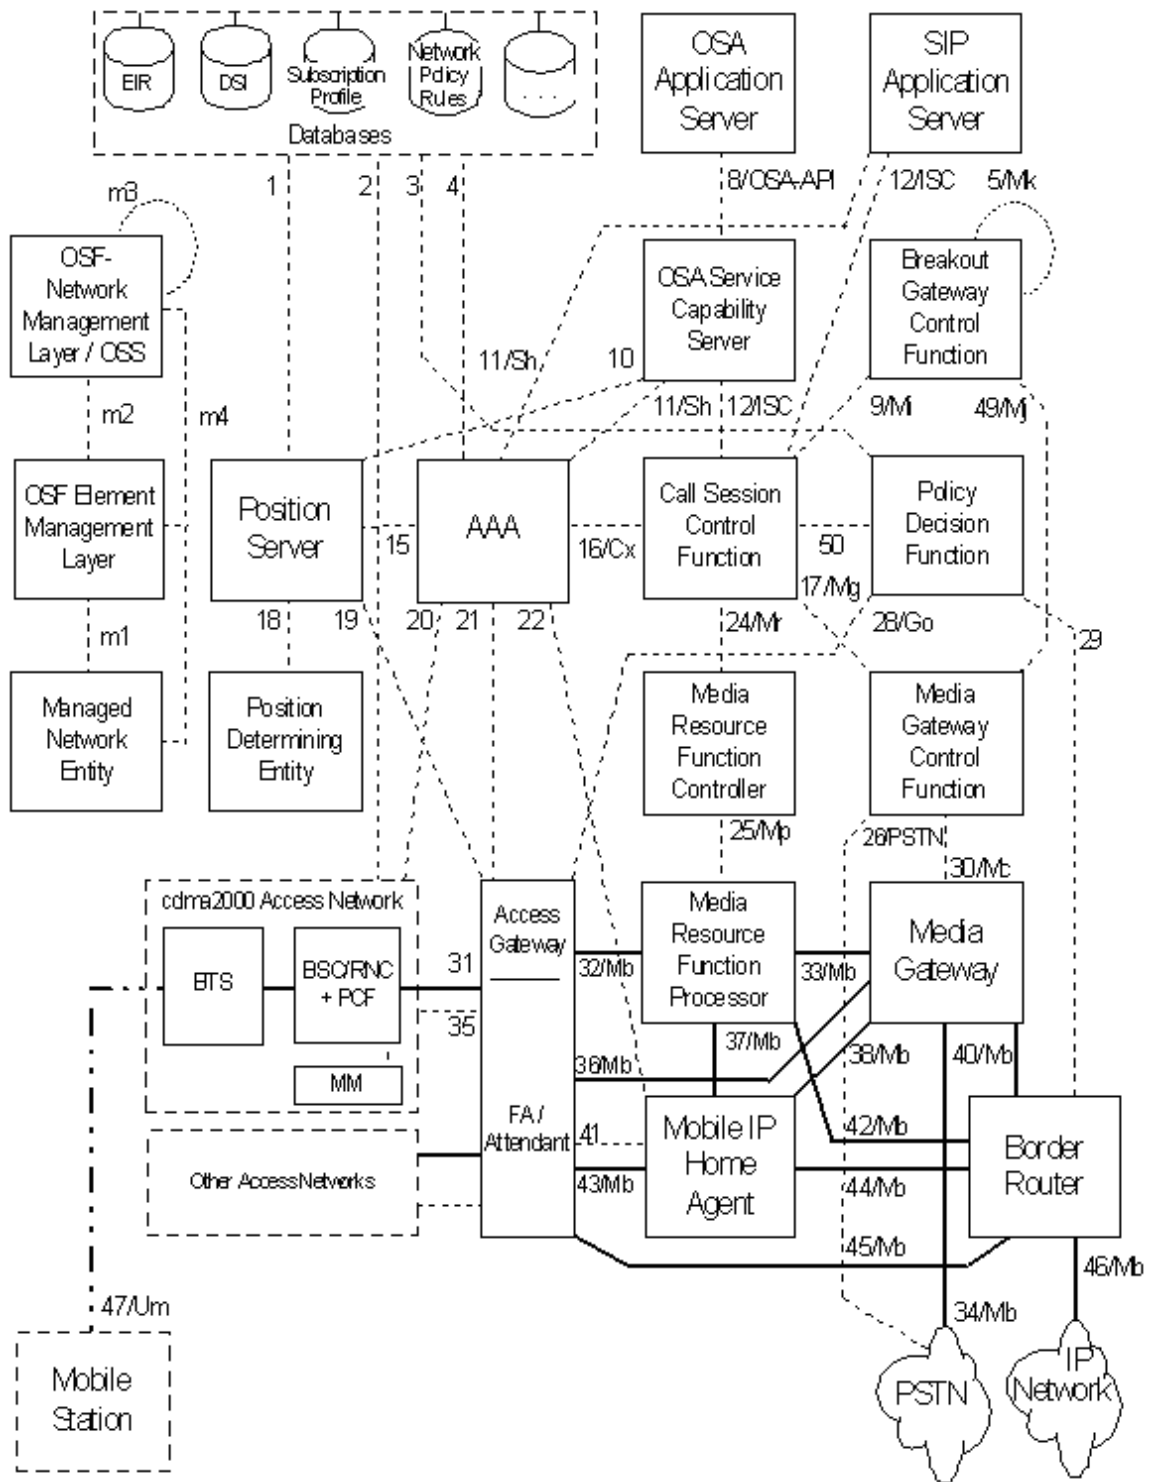 EIR
DSI
Subscription
Profile
Network
Policy
Rules
. . .
Databases
OSA
Application
Server
SIP
Application
Server
1
2
3
4
8/OSA-API
12/ISC
5/Mk
m3
OSF-
Network
Management
Layer / OSS
OSA Service
Capability
Server
Breakout
Gateway
Control
Function
11/Sh
10
11/Sh
12/ISC
9/Mi
49/Mj
m2
m4
OSF Element
Management
Layer
Position
Server
15
AAA
16/Cx
Call Session
Control
Function
50
Policy
Decision
Function
17/Mg
18
19
20
21
22
24/Mr
28/Go
29
m1
Managed
Network
Entity
Position
Determining
Entity
Media
Resource
Function
Controller
Media
Gateway
Control
Function
25/Mp
26/PSTN
30/Mc
cdma2000 Access Network
BTS
BSC/RNC
+ PCF
MM
31
35
Access
Gateway
FA /
Attendant
32/Mb
Media
Resource
Function
Processor
33/Mb
Media
Gateway
36/Mb
37/Mb
38/Mb
40/Mb
Other Access Networks
41
43/Mb
Mobile IP
Home
Agent
42/Mb
44/Mb
Border
Router
45/Mb
46/Mb
47/Um
34/Mb
Mobile
Station
PSTN
IP
Network